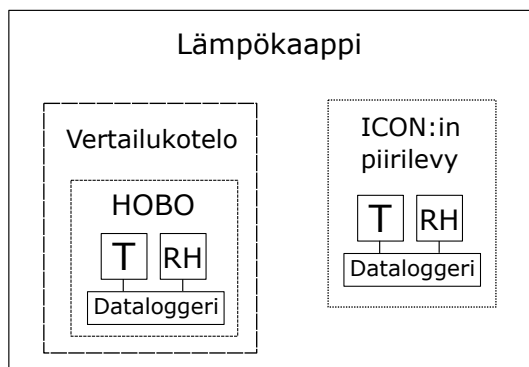 Lämpökaappi
Vertailukotelo
HOBO
T RH
Dataloggeri
ICON:in
piirilevy
T RH
Dataloggeri